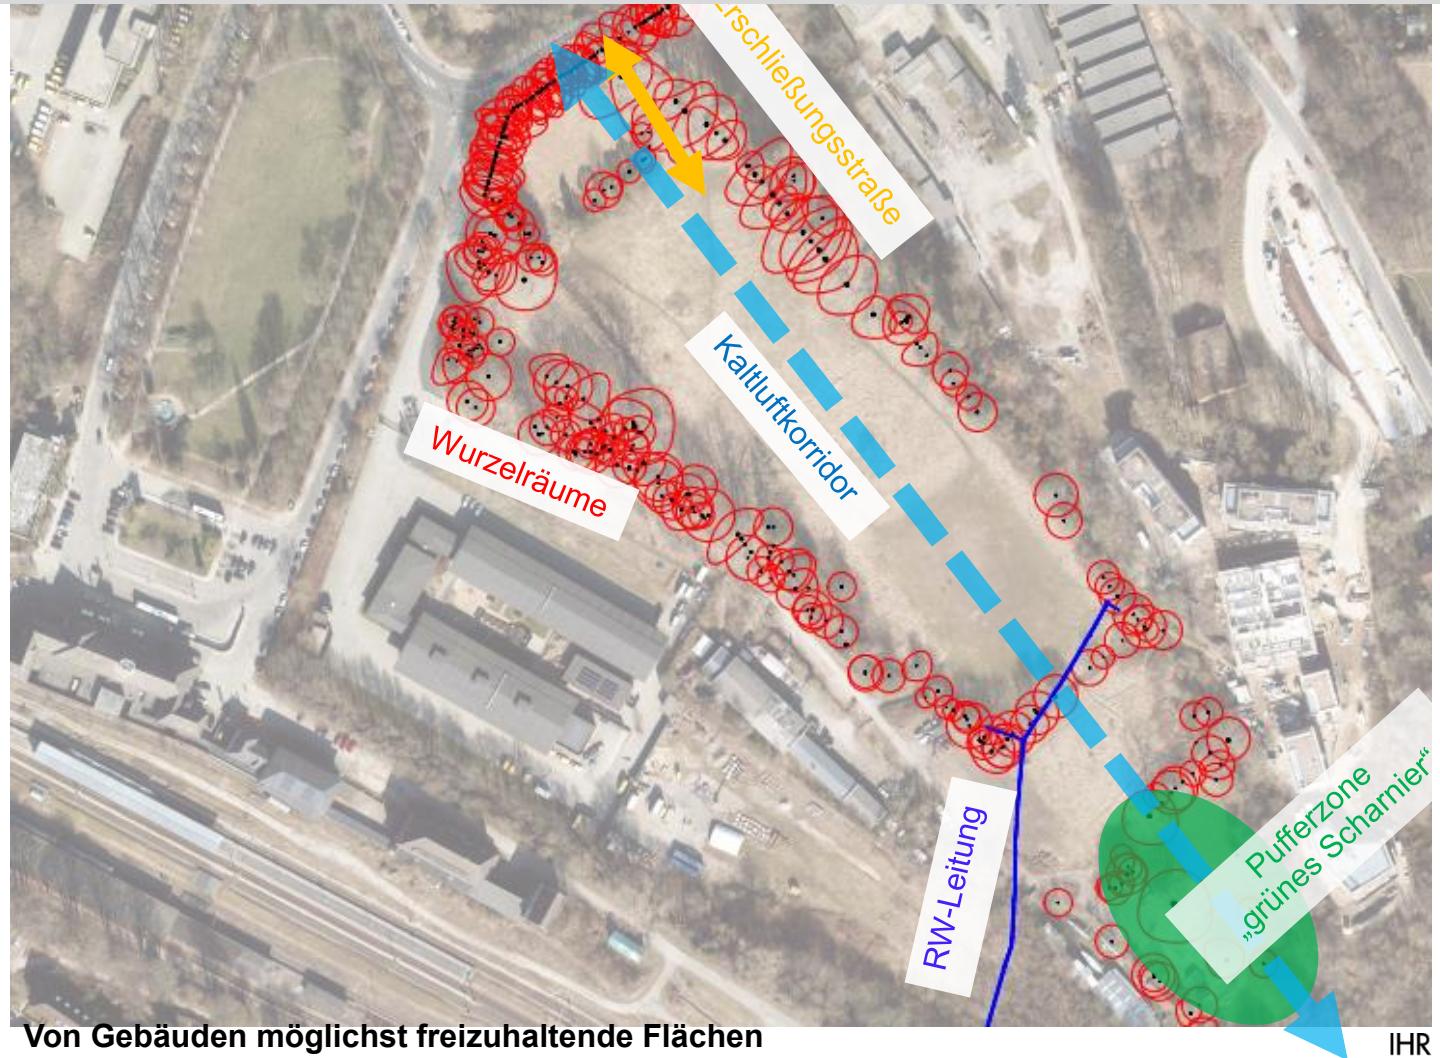 Erschließungsstraße
Kaltluftkorridor
Wurzelräume
RW-Leitung
Pufferzone
„grünes Scharnier“
Von Gebäuden möglichst freizuhaltende Flächen
IHR